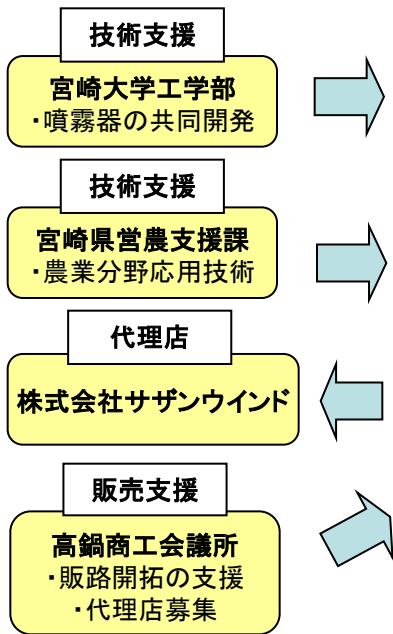 技術支援
宮崎大学工学部
・噴霧器の共同開発
技術支援
宮崎県営農支援課
・農業分野応用技術
代理店
株式会社サザンウインド
販売支援
高鍋商工会議所
・販路開拓の支援
・代理店募集